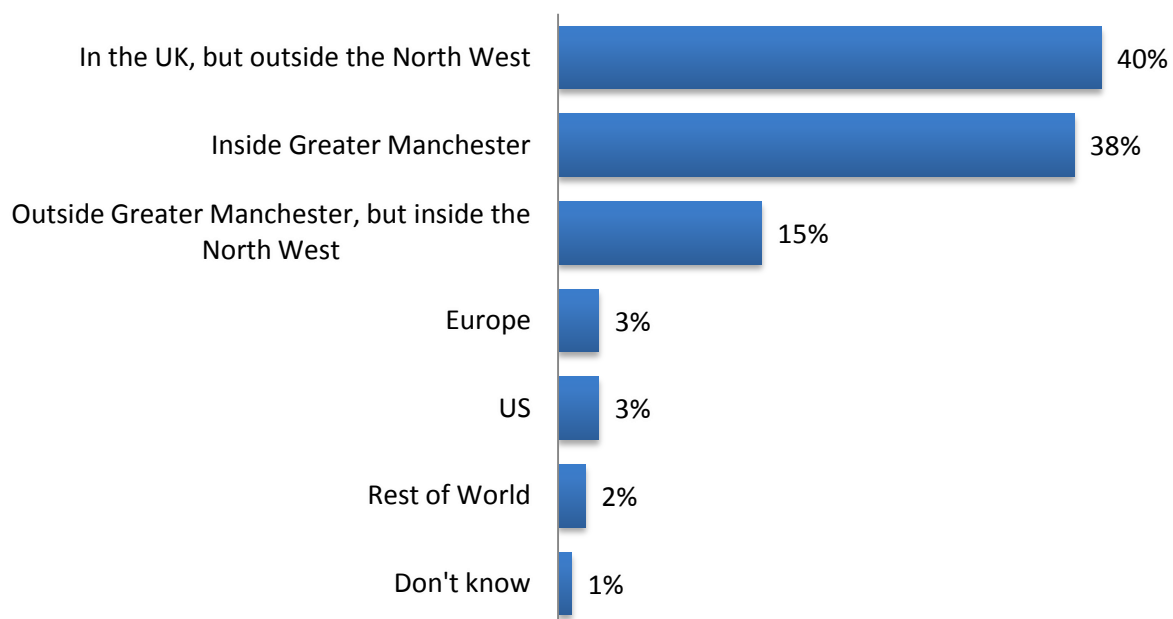 In the UK, but outside the North West 40%
Inside Greater Manchester 38%
Outside Greater Manchester, but inside the
North West 15%
Europe 3%
US 3%
Rest of World 2%
Don't know 1%